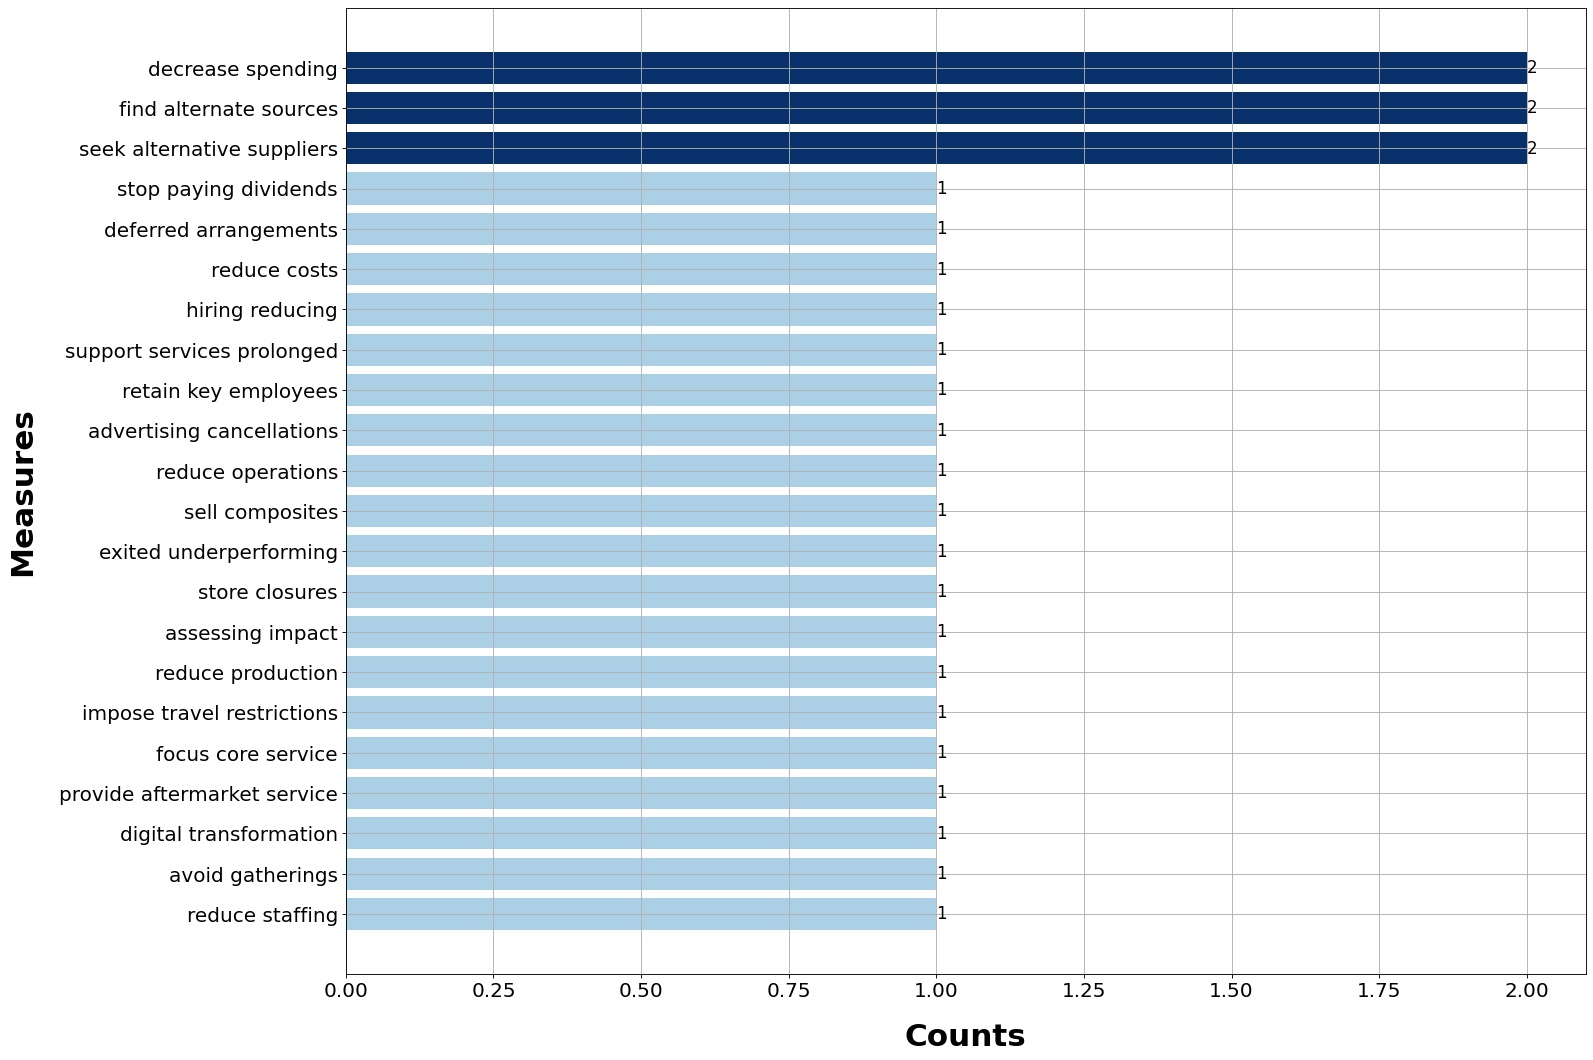 decrease spending 2
find alternate sources 2
seek alternative suppliers 2
stop paying dividends 1
deferred arrangements 1
reduce costs 1
hiring reducing 1
support services prolonged 1
retain key employees 1
advertising cancellations 1
reduce operations 1
sell composites 1
exited underperforming 1
store closures 1
assessing impact 1
reduce production 1
impose travel restrictions 1
focus core service 1
provide aftermarket service 1
digital transformation 1
avoid gatherings 1
reduce staffing 1
Measures
0.00 0.25 0.50 0.75 1.00 1.25 1.50 1.75 2.00
Counts